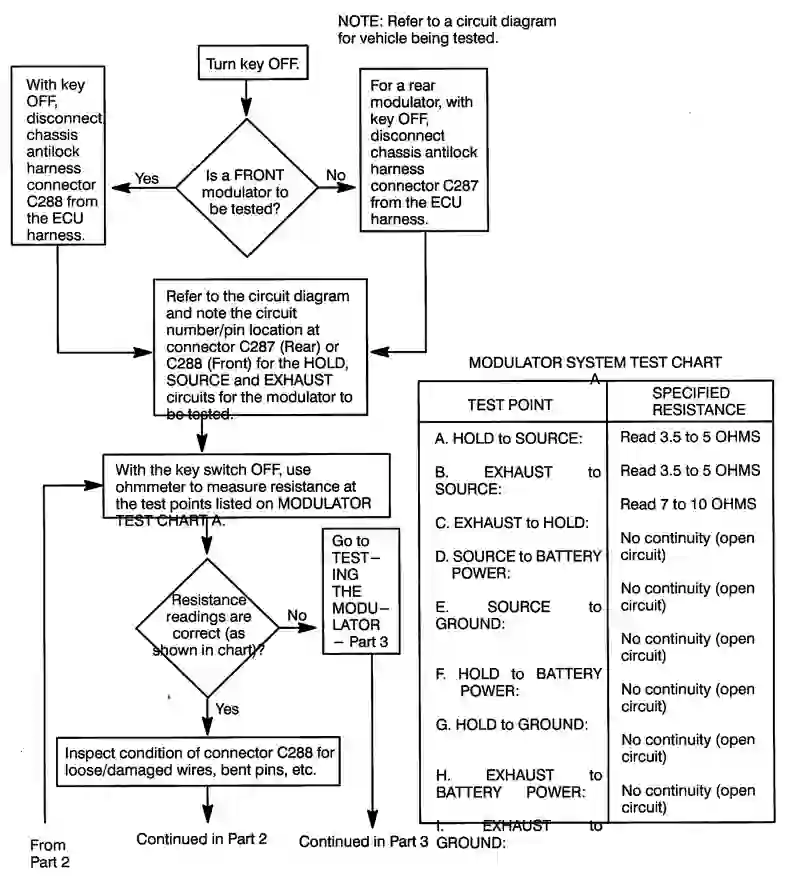 NOTE: Refer to a circuit diagram
for vehicle being tested.
Turn key OFF.
With key
OFF,
disconnect
chassis
antilock
harness
connector
C288 from
the ECU
harness.
Yes
Is a FRONT
modulator to
be tested?
No
For a rear
modulator, with
key OFF,
disconnect
chassis antilock
harness
connector C287
from the ECU
harness.
Refer to the circuit diagram
and note the circuit
number/pin location at
connector C287 (Rear) or
C288 (Front) for the HOLD,
SOURCE and EXHAUST
circuits for the modulator to
be tested.
With the key switch OFF, use
ohmmeter to measure resistance at
the test points listed on MODULATOR
TEST CHART A.
Resistance
readings are
correct (as
shown in chart)?
No
Go to
TEST–
ING
THE
MODU–
LATOR
– Part 3
Yes
Inspect condition of connector C288 for
loose/damaged wires, bent pins, etc.
From
Part 2
Continued in Part 2
Continued in Part 3
MODULATOR SYSTEM TEST CHART
A
TEST POINT
SPECIFIED
RESISTANCE
A. HOLD to SOURCE:
Read 3.5 to 5 OHMS
B. EXHAUST to
SOURCE:
Read 3.5 to 5 OHMS
C. EXHAUST to HOLD:
Read 7 to 10 OHMS
D. SOURCE to BATTERY
POWER:
No continuity (open
circuit)
E. SOURCE to
GROUND:
No continuity (open
circuit)
F. HOLD to BATTERY
POWER:
No continuity (open
circuit)
G. HOLD to GROUND:
No continuity (open
circuit)
H. EXHAUST to
BATTERY POWER:
No continuity (open
circuit)
I. EXHAUST to
GROUND:
No continuity (open
circuit)